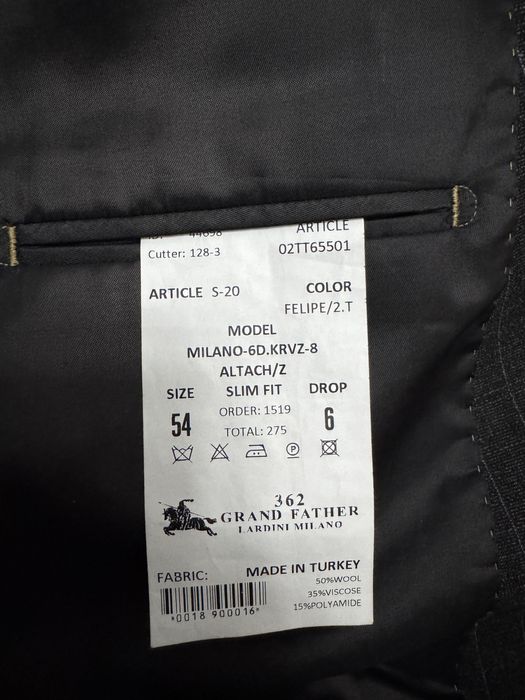 ARTICLE
Cutter: 128-3 02TT65501
ARTICLE S-20 COLOR
FELIPE/2.T
MODEL
MILANO-6D.KRVZ-8
ALTACH/Z
SIZE SLIM FIT DROP
54 ORDER: 1519 6
TOTAL: 275
362
GRAND FATHER
LARDINI MILANO
FABRIC: MADE IN TURKEY
50%WOOL
35%VISCOSE
15%POLYAMIDE
*0018 900016*